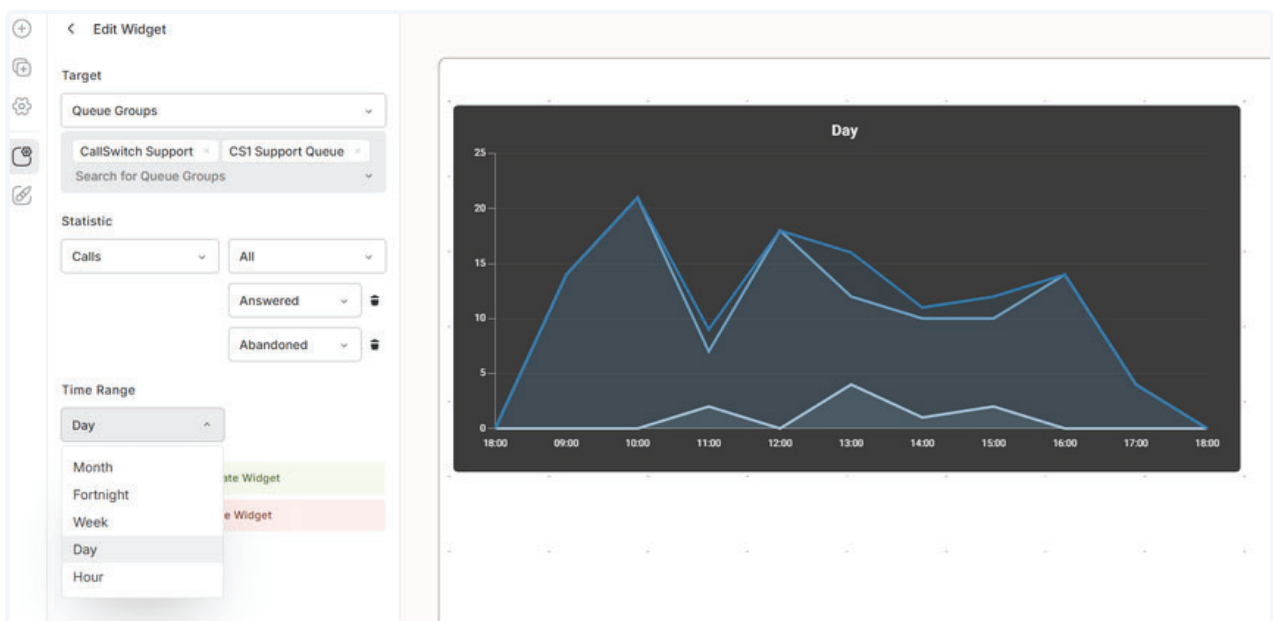 Edit Widget
Target
Queue Groups
CallSwitch Support × CS1 Support Queue ×
Search for Queue Groups
Statistic
Calls All
Answered
Abandoned
Time Range
Day
Month
Fortnight
Week
Day
Hour
ate Widget
e Widget
Day
25
20
15
10
5
0
18:00 09:00 10:00 11:00 12:00 13:00 14:00 15:00 16:00 17:00 18:00